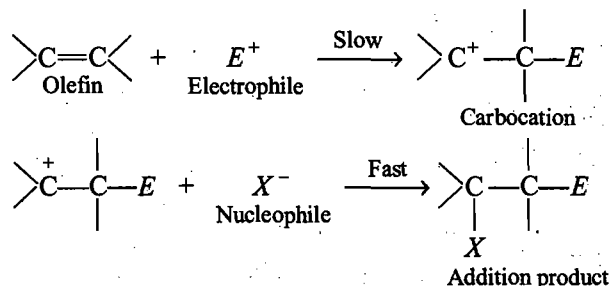 C=C + E+ Slow C+ — C — E
Olefin Electrophile Carbocation
+
C—C—E + X− Fast C — C — E
Nucleophile
X
Addition product